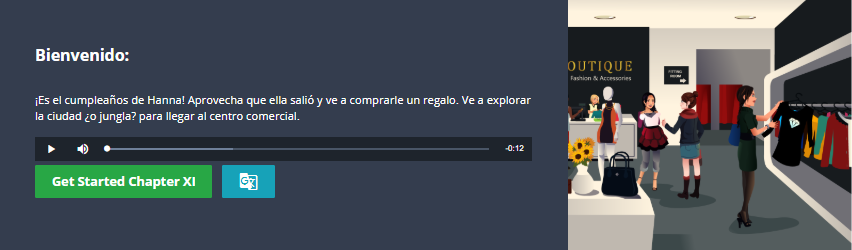 Bienvenido:
¡Es el cumpleaños de Hanna! Aprovecha que ella salió y ve a comprarle un regalo. Ve a explorar
la ciudad ¿o jungla? para llegar al centro comercial.
-0:12
Get Started Chapter XI
OUTIQUE
Fashion & Accessories
FITTING
ROOM